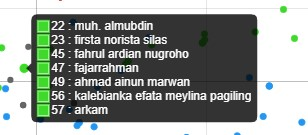 22 : muh. almubdin
23 : firsta norista silas
45 : fahrul ardian nugroho
47 : fajarrahman
49 : ahmad ainun marwan
56 : kalebianka efata meylina pagiling
57 : arkam